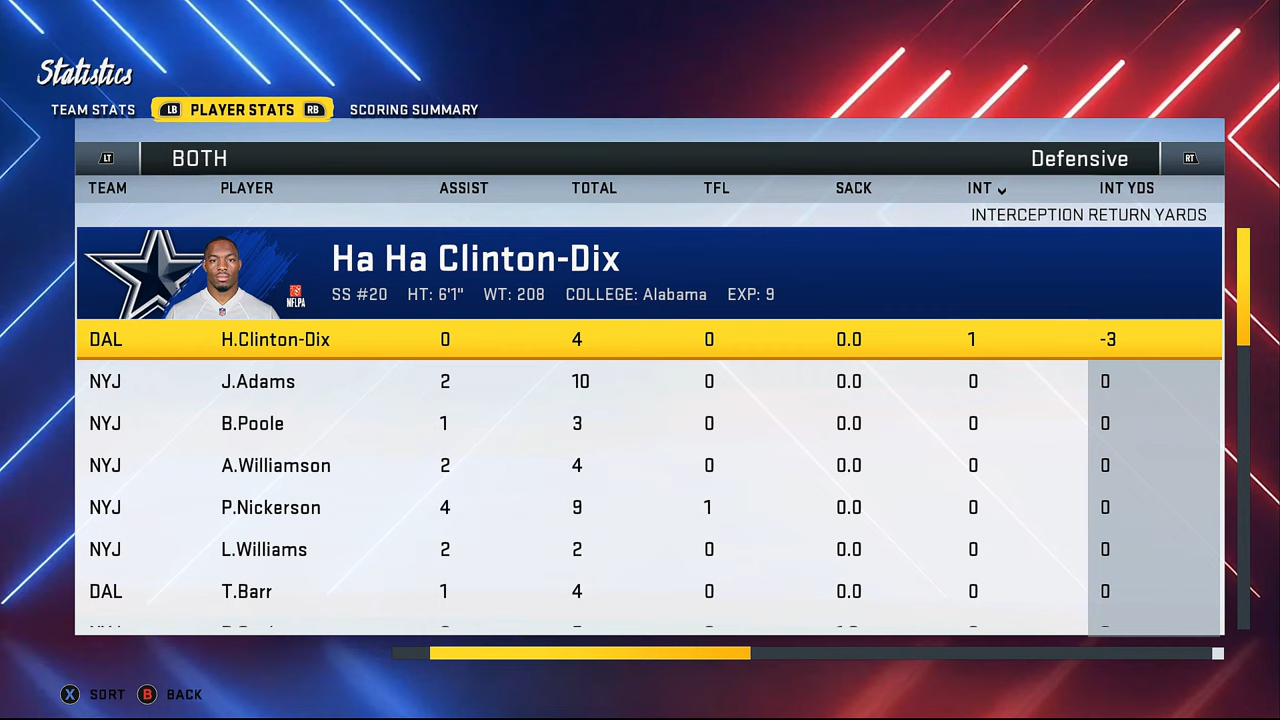 Statistics
TEAM STATS LB PLAYER STATS RB SCORING SUMMARY
LT BOTH Defensive RT
TEAM PLAYER ASSIST TOTAL TFL SACK INT INT YDS
INTERCEPTION RETURN YARDS
Ha Ha Clinton-Dix
SS #20 HT: 6'1" WT: 208 COLLEGE: Alabama EXP: 9
NFLPA
DAL H.Clinton-Dix 0 4 0 0.0 1 -3
NYJ J.Adams 2 10 0 0.0 0 0
NYJ B.Poole 1 3 0 0.0 0 0
NYJ A.Williamson 2 4 0 0.0 0 0
NYJ P.Nickerson 4 9 1 0.0 0 0
NYJ L.Williams 2 2 0 0.0 0 0
DAL T.Barr 1 4 0 0.0 0 0
X SORT B BACK